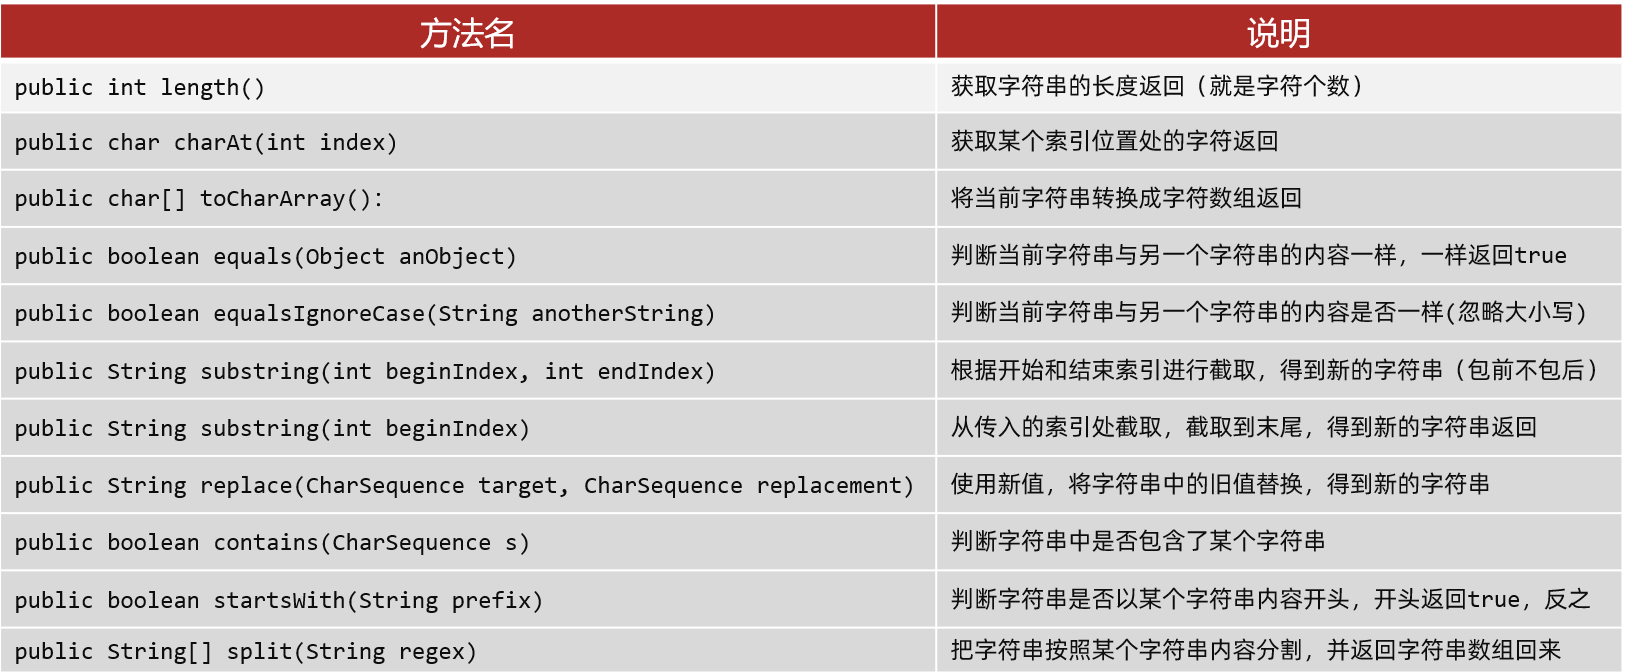 方法名 说明
public int length() 获取字符串的长度返回（就是字符个数）
public char charAt(int index) 获取某个索引位置处的字符返回
public char[] toCharArray()： 将当前字符串转换成字符数组返回
public boolean equals(Object anObject) 判断当前字符串与另一个字符串的内容一样，一样返回true
public boolean equalsIgnoreCase(String anotherString) 判断当前字符串与另一个字符串的内容是否一样(忽略大小写)
public String substring(int beginIndex, int endIndex) 根据开始和结束索引进行截取，得到新的字符串（包前不包后）
public String substring(int beginIndex) 从传入的索引处截取，截取到末尾，得到新的字符串返回
public String replace(CharSequence target, CharSequence replacement) 使用新值，将字符串中的旧值替换，得到新的字符串
public boolean contains(CharSequence s) 判断字符串中是否包含了某个字符串
public boolean startsWith(String prefix) 判断字符串是否以某个字符串内容开头，开头返回true，反之
public String[] split(String regex) 把字符串按照某个字符串内容分割，并返回字符串数组回来